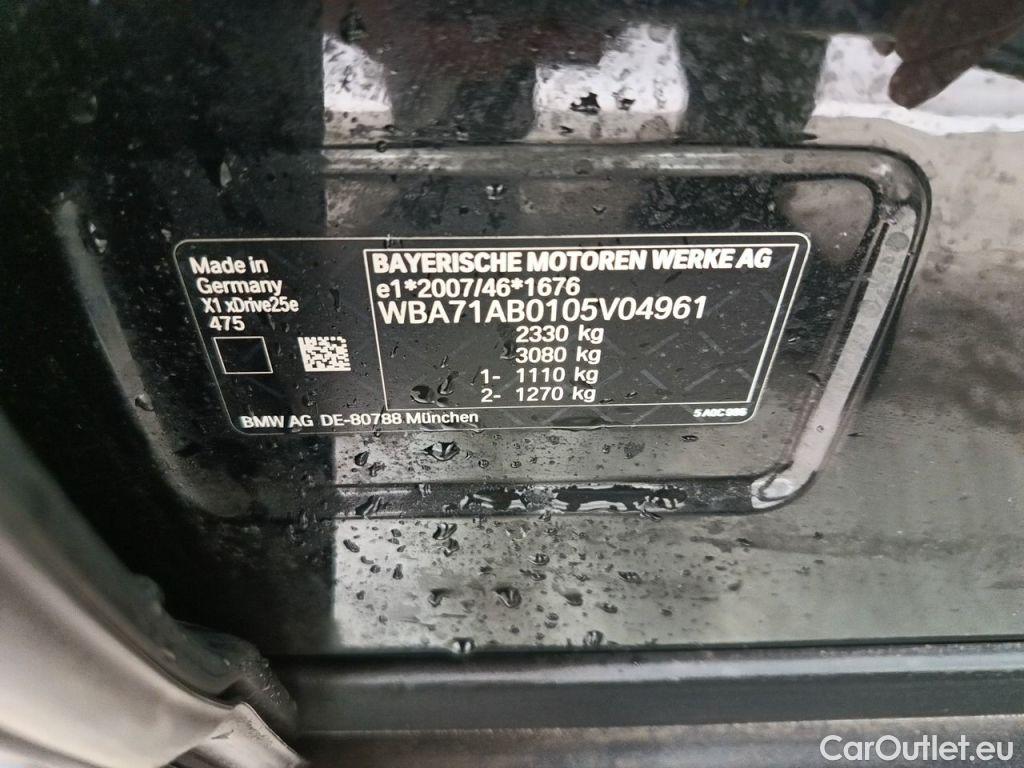 Made in
Germany
X1 xDrive25e
475
BAYERISCHE MOTOREN WERKE AG
e1*2007/46*1676
WBA71AB0105V04961
2330 kg
3080 kg
1- 1110 kg
2- 1270 kg
BMW AG DE-80788 München
CarOutlet.eu